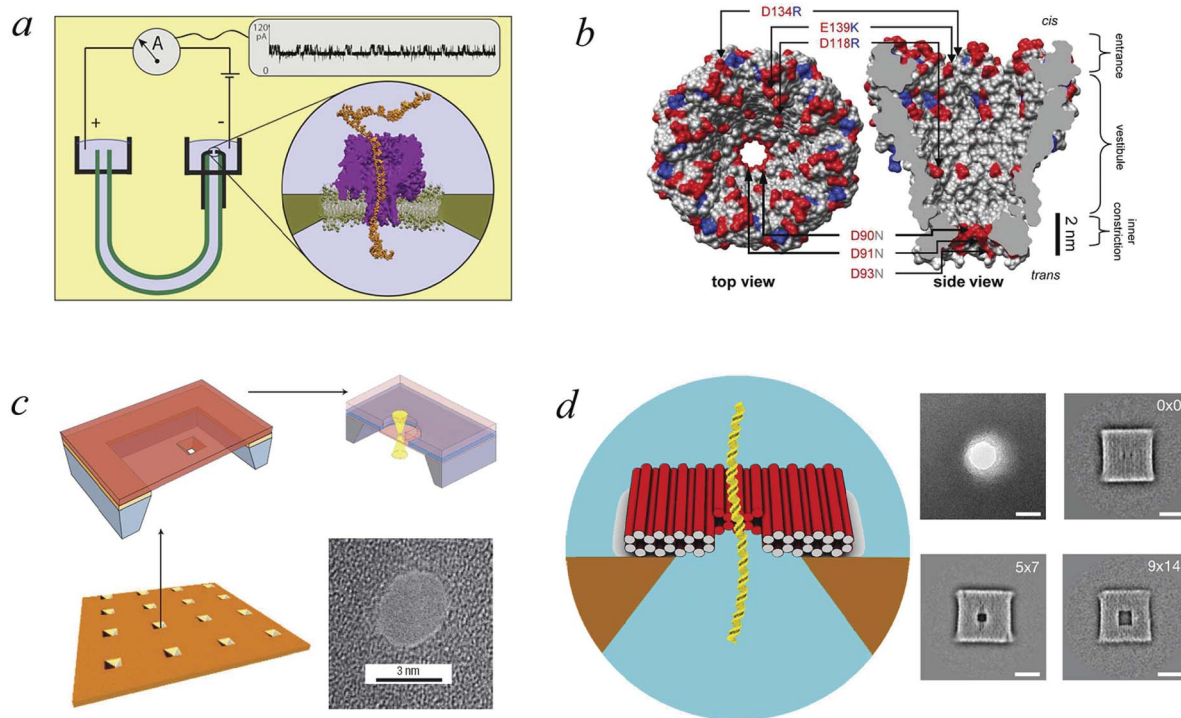 a
120
pA
0
A
+
-
b
D134R
E139K
D118R
cis
entrance
vestibule
inner
constriction
2 nm
D90N
D91N
D93N
trans
top view
side view
c
3 nm
d
0x0
5x7
9x14